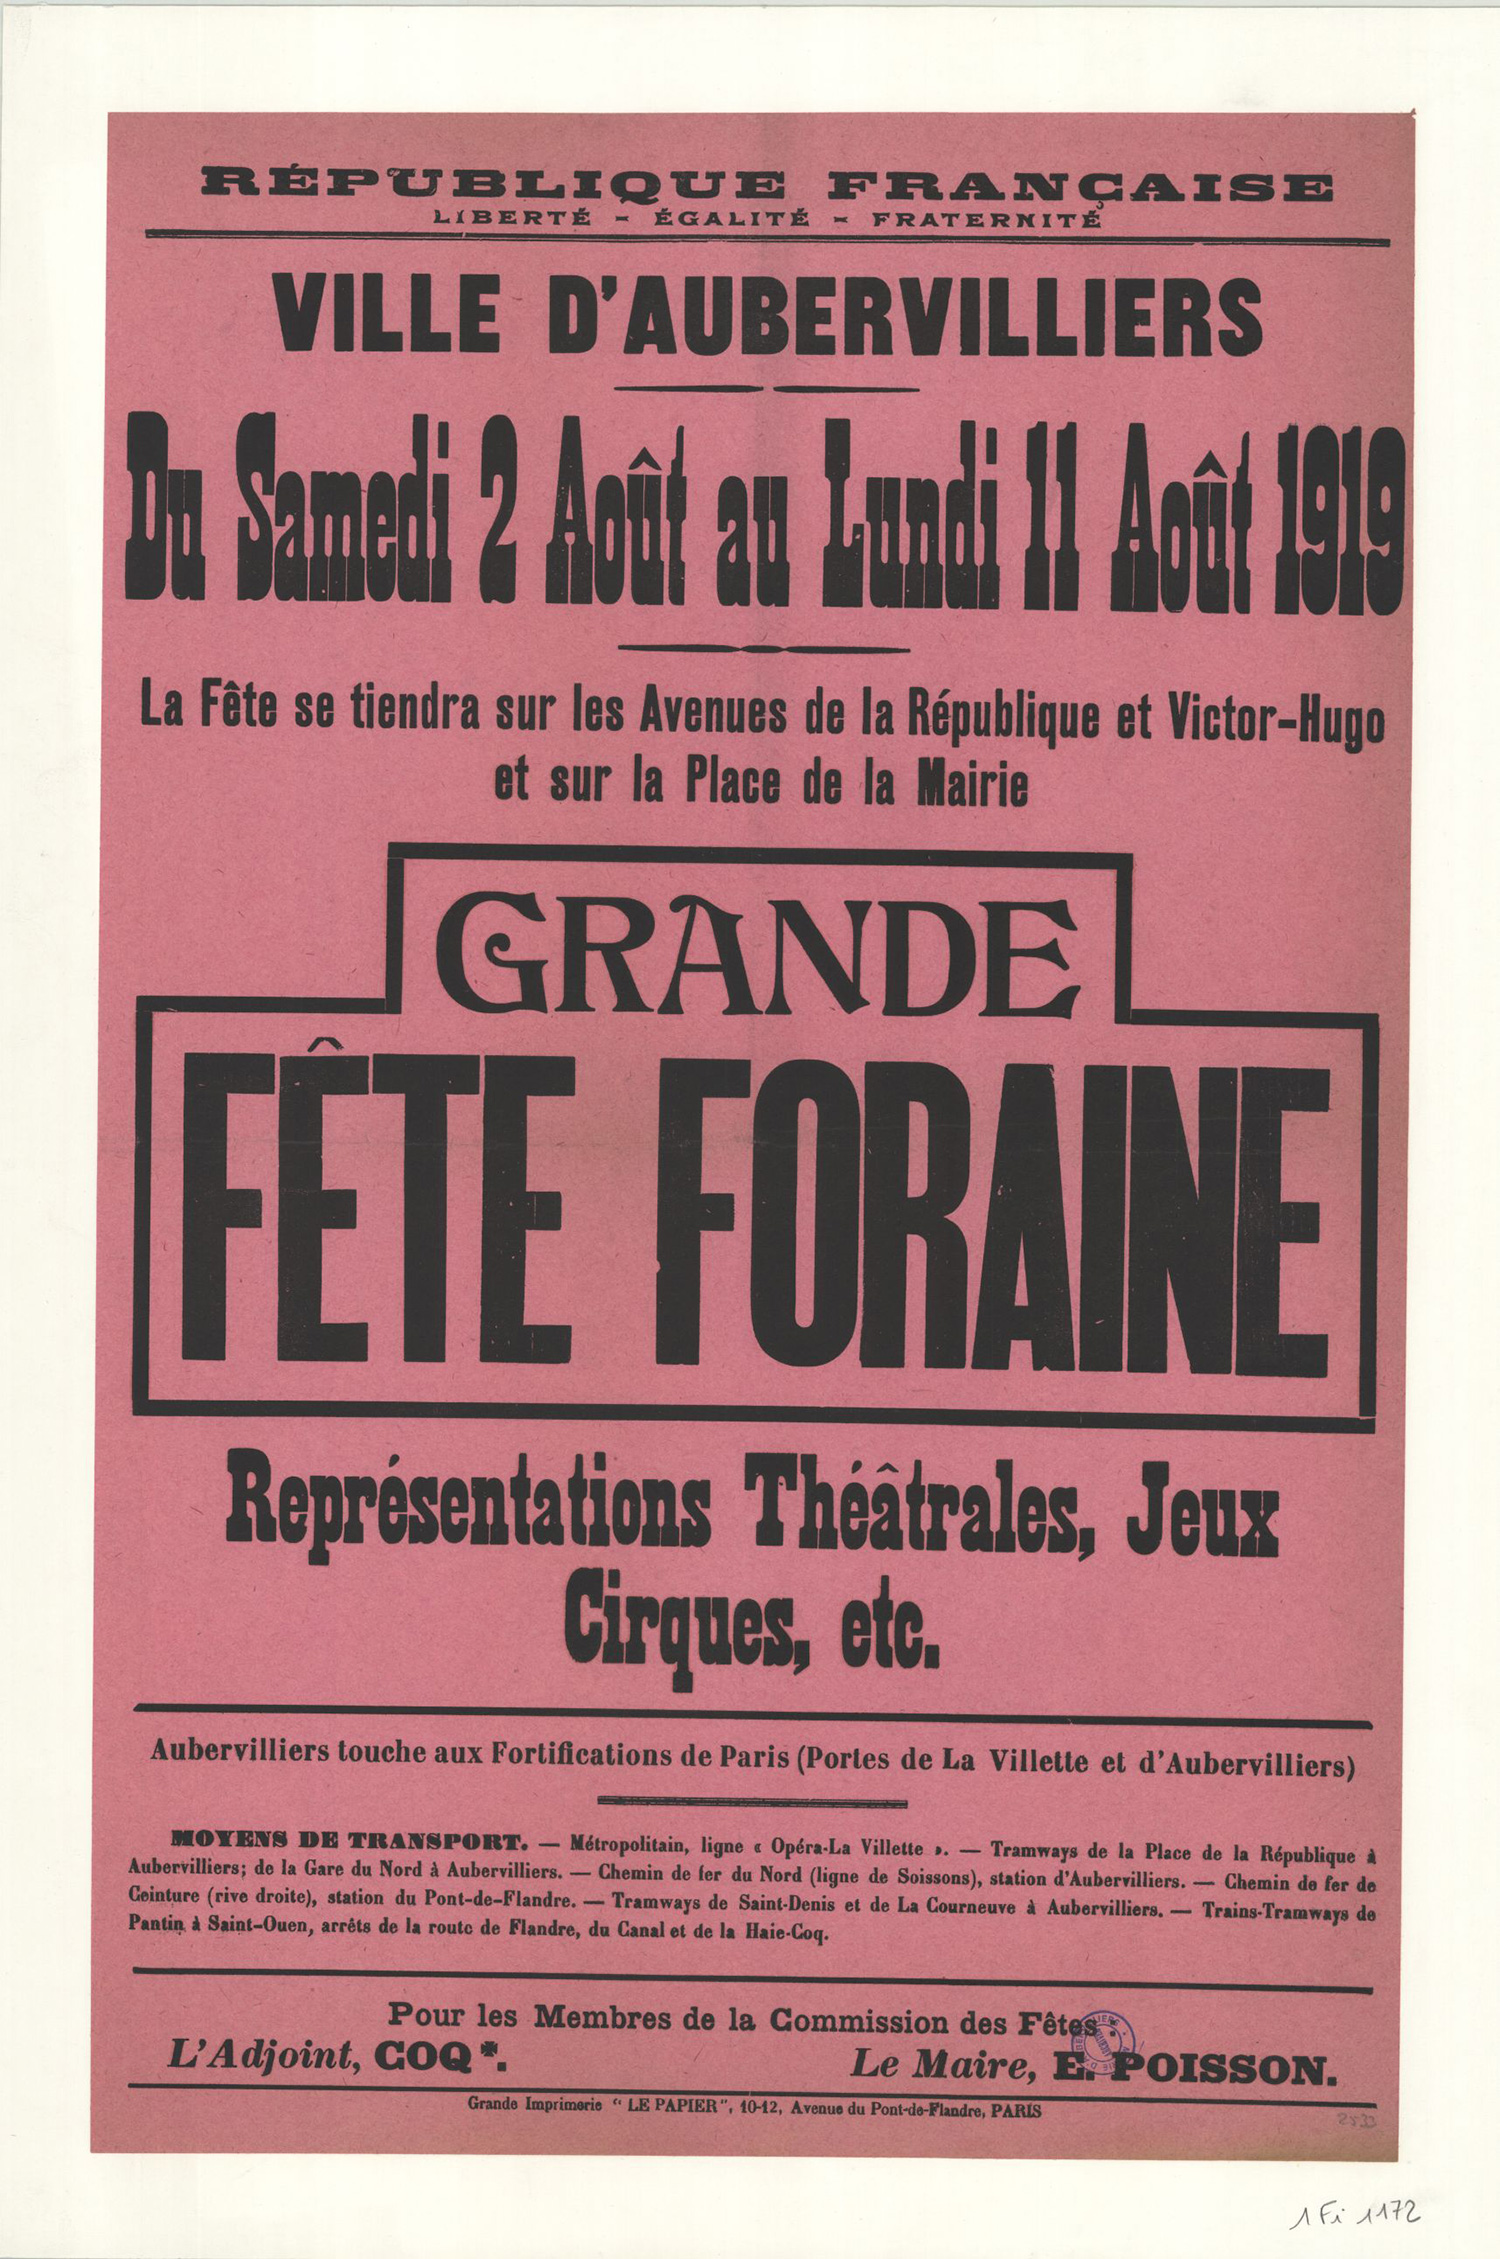 RÉPUBLIQUE FRANÇAISE
LIBERTÉ - ÉGALITÉ - FRATERNITÉ
VILLE D'AUBERVILLIERS
Du Samedi 2 Août au Lundi 11 Août 1919
La Fête se tiendra sur les Avenues de la République et Victor-Hugo
et sur la Place de la Mairie
GRANDE
FÊTE FORAINE
Représentations Théâtrales, Jeux
Cirques, etc.
Aubervilliers touche aux Fortifications de Paris (Portes de La Villette et d'Aubervilliers)
MOYENS DE TRANSPORT. — Métropolitain, ligne « Opéra-La Villette ». — Tramways de la Place de la République à
Aubervilliers; de la Gare du Nord à Aubervilliers. — Chemin de fer du Nord (ligne de Soissons), station d'Aubervilliers. — Chemin de fer de
Ceinture (rive droite), station du Pont-de-Flandre. — Tramways de Saint-Denis et de La Courneuve à Aubervilliers. — Trains-Tramways de
Pantin à Saint-Ouen, arrêts de la route de Flandre, du Canal et de la Haie-Coq.
Pour les Membres de la Commission des Fêtes
L'Adjoint, COQ ✠. Le Maire, E. POISSON.
Grande Imprimerie “ LE PAPIER ”, 10-12, Avenue du Pont-de-Flandre, PARIS
2533
1 Fi 1172